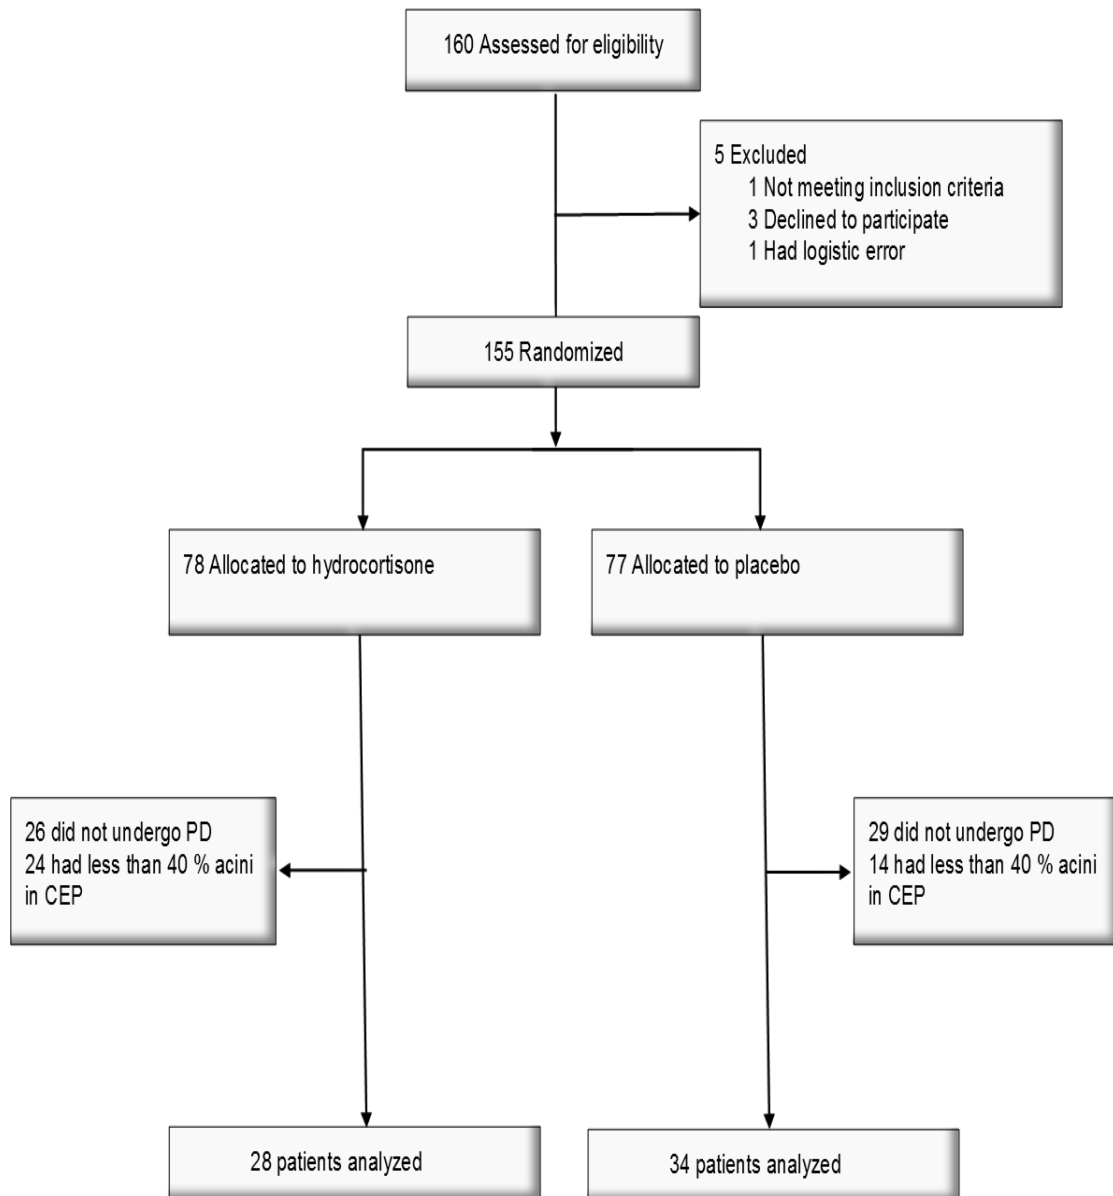 160 Assessed for eligibility
5 Excluded
1 Not meeting inclusion criteria
3 Declined to participate
1 Had logistic error
155 Randomized
78 Allocated to hydrocortisone
77 Allocated to placebo
26 did not undergo PD
24 had less than 40 % acini
in CEP
29 did not undergo PD
14 had less than 40 % acini
in CEP
28 patients analyzed
34 patients analyzed